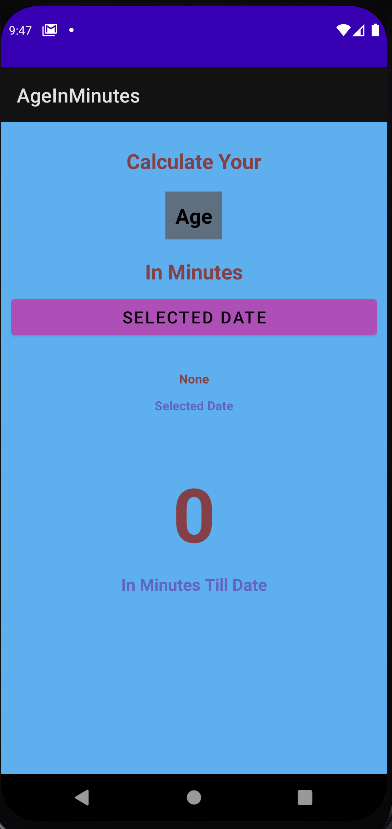 9:47
AgeInMinutes
Calculate Your
Age
In Minutes
SELECTED DATE
None
Selected Date
0
In Minutes Till Date